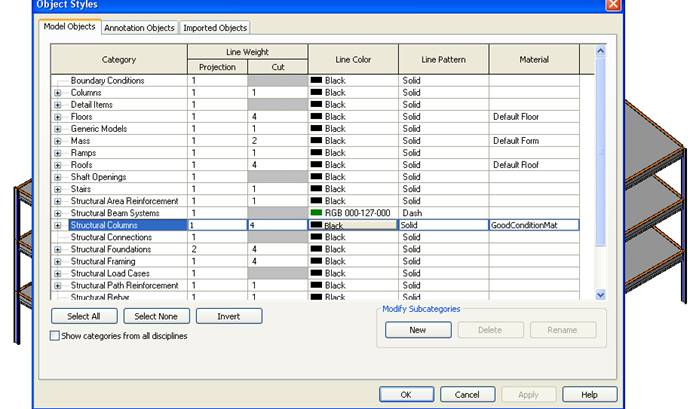 Object Styles
Model Objects Annotation Objects Imported Objects
Category Line Weight Line Color Line Pattern Material
Projection Cut
Boundary Conditions 1 Black Solid
Columns 1 1 Black Solid
Detail Items 1 Black Solid
Floors 1 4 Black Solid Default Floor
Generic Models 1 1 Black Solid
Mass 1 2 Black Solid Default Form
Ramps 1 1 Black Solid
Roofs 1 4 Black Solid Default Roof
Shaft Openings 1 Black Solid
Stairs 1 1 Black Solid
Structural Area Reinforcement 1 1 Black Solid
Structural Beam Systems 1 RGB 000-127-000 Dash
Structural Columns 1 4 Black Solid GoodConditionMat
Structural Connections 1 Black Solid
Structural Foundations 2 4 Black Solid
Structural Framing 1 4 Black Solid
Structural Load Cases 1 Black Solid
Structural Path Reinforcement 1 1 Black Solid
Structural Rebar 1 1 Black Solid
Select All Select None Invert
Modify Subcategories
New Delete Rename
Show categories from all disciplines
OK Cancel Apply Help